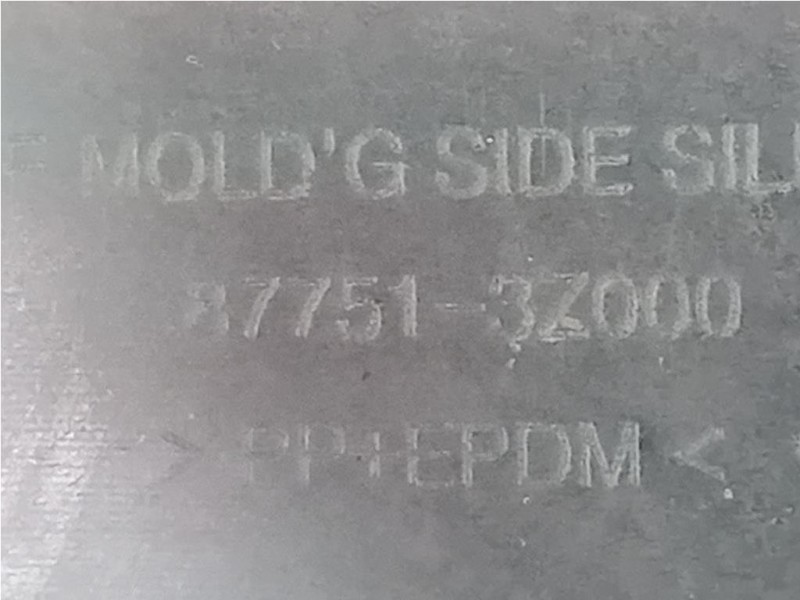 MOLD'G SIDE SIL
87751-3Z000
>PP+EPDM<